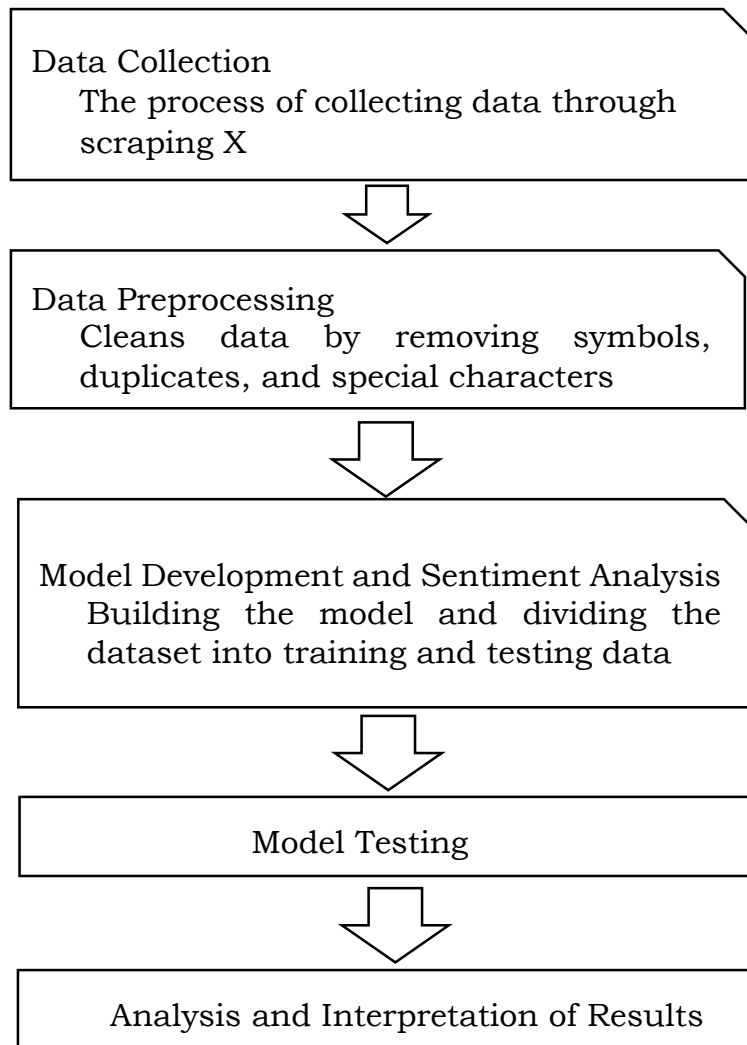 Data Collection
The process of collecting data through
scraping X
Data Preprocessing
Cleans data by removing symbols,
duplicates, and special characters
Model Development and Sentiment Analysis
Building the model and dividing the
dataset into training and testing data
Model Testing
Analysis and Interpretation of Results